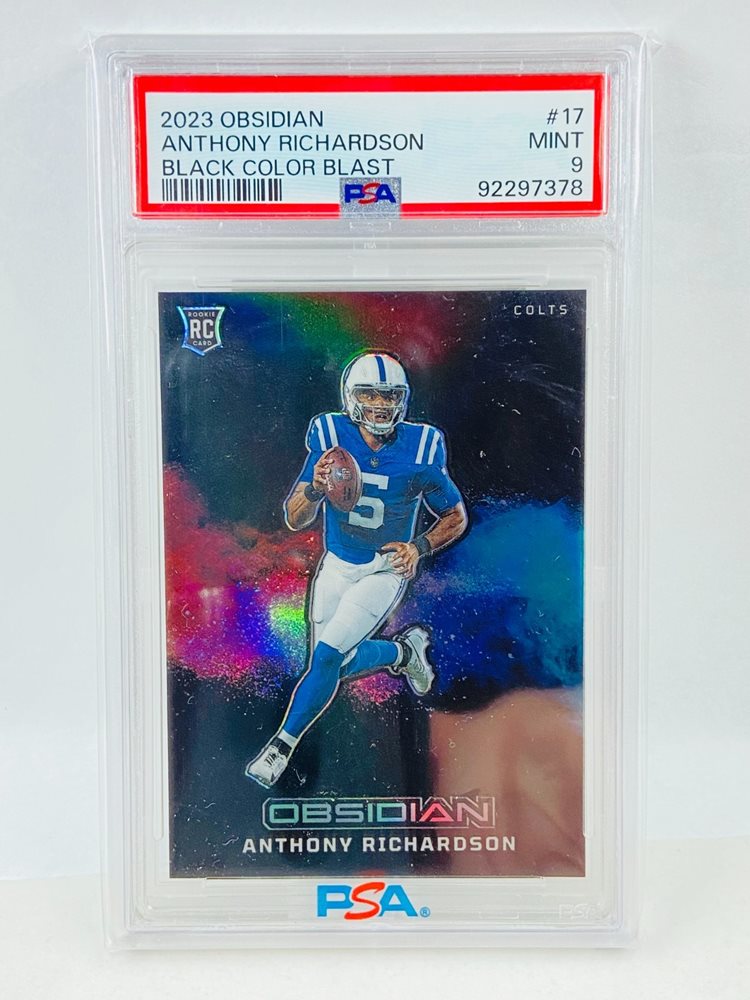 2023 OBSIDIAN #17
ANTHONY RICHARDSON MINT
BLACK COLOR BLAST 9
PSA 92297378
ROOKIE
RC
CARD
COLTS
5
OBSIDIAN
ANTHONY RICHARDSON
PSA®
PSA